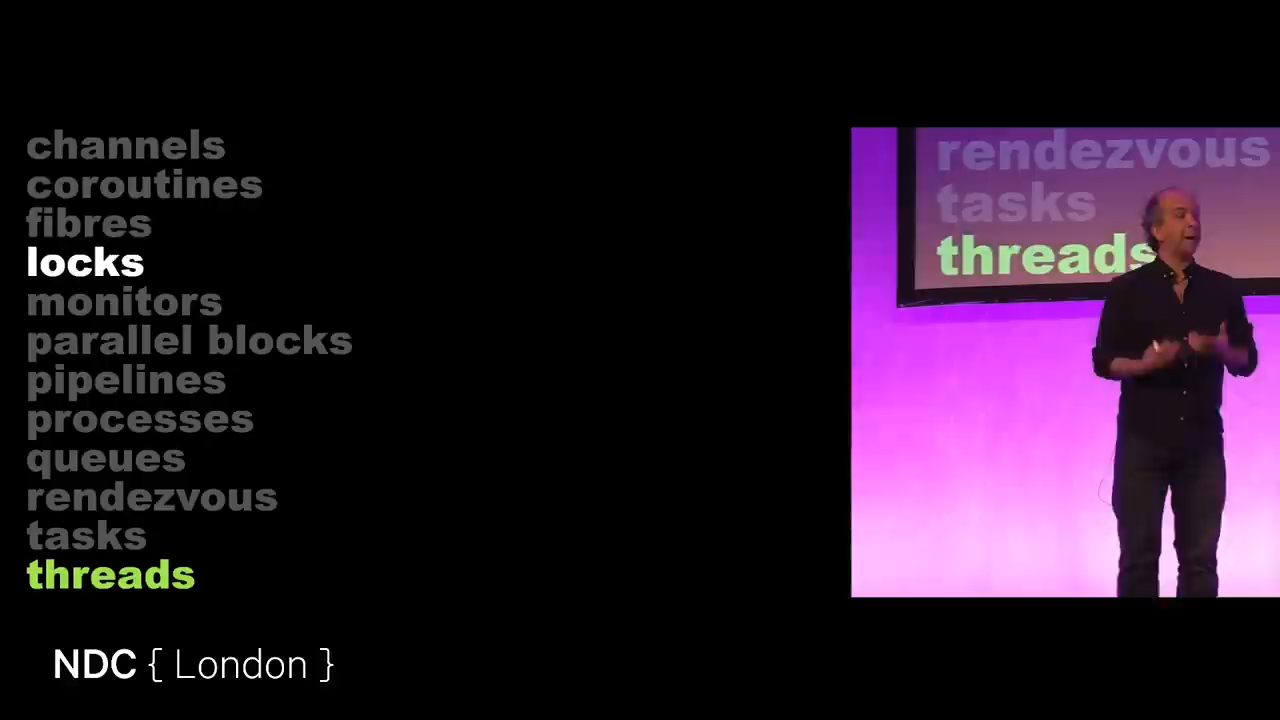 channels
coroutines
fibres
locks
monitors
parallel blocks
pipelines
processes
queues
rendezvous
tasks
threads
NDC { London }
rendezvous
tasks
threads